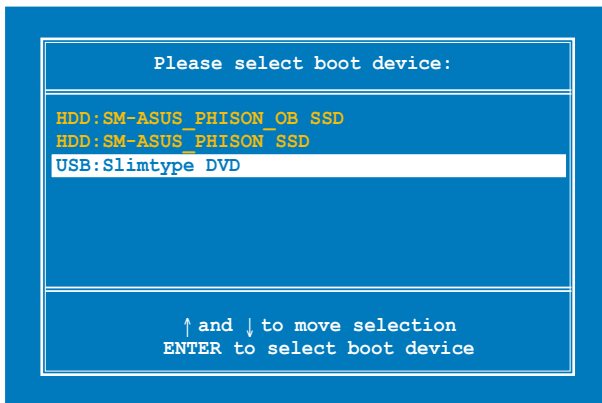 Please select boot device:
HDD:SM-ASUS_PHISON_OB SSD
HDD:SM-ASUS_PHISON SSD
USB:Slimtype DVD
↑ and ↓ to move selection
ENTER to select boot device